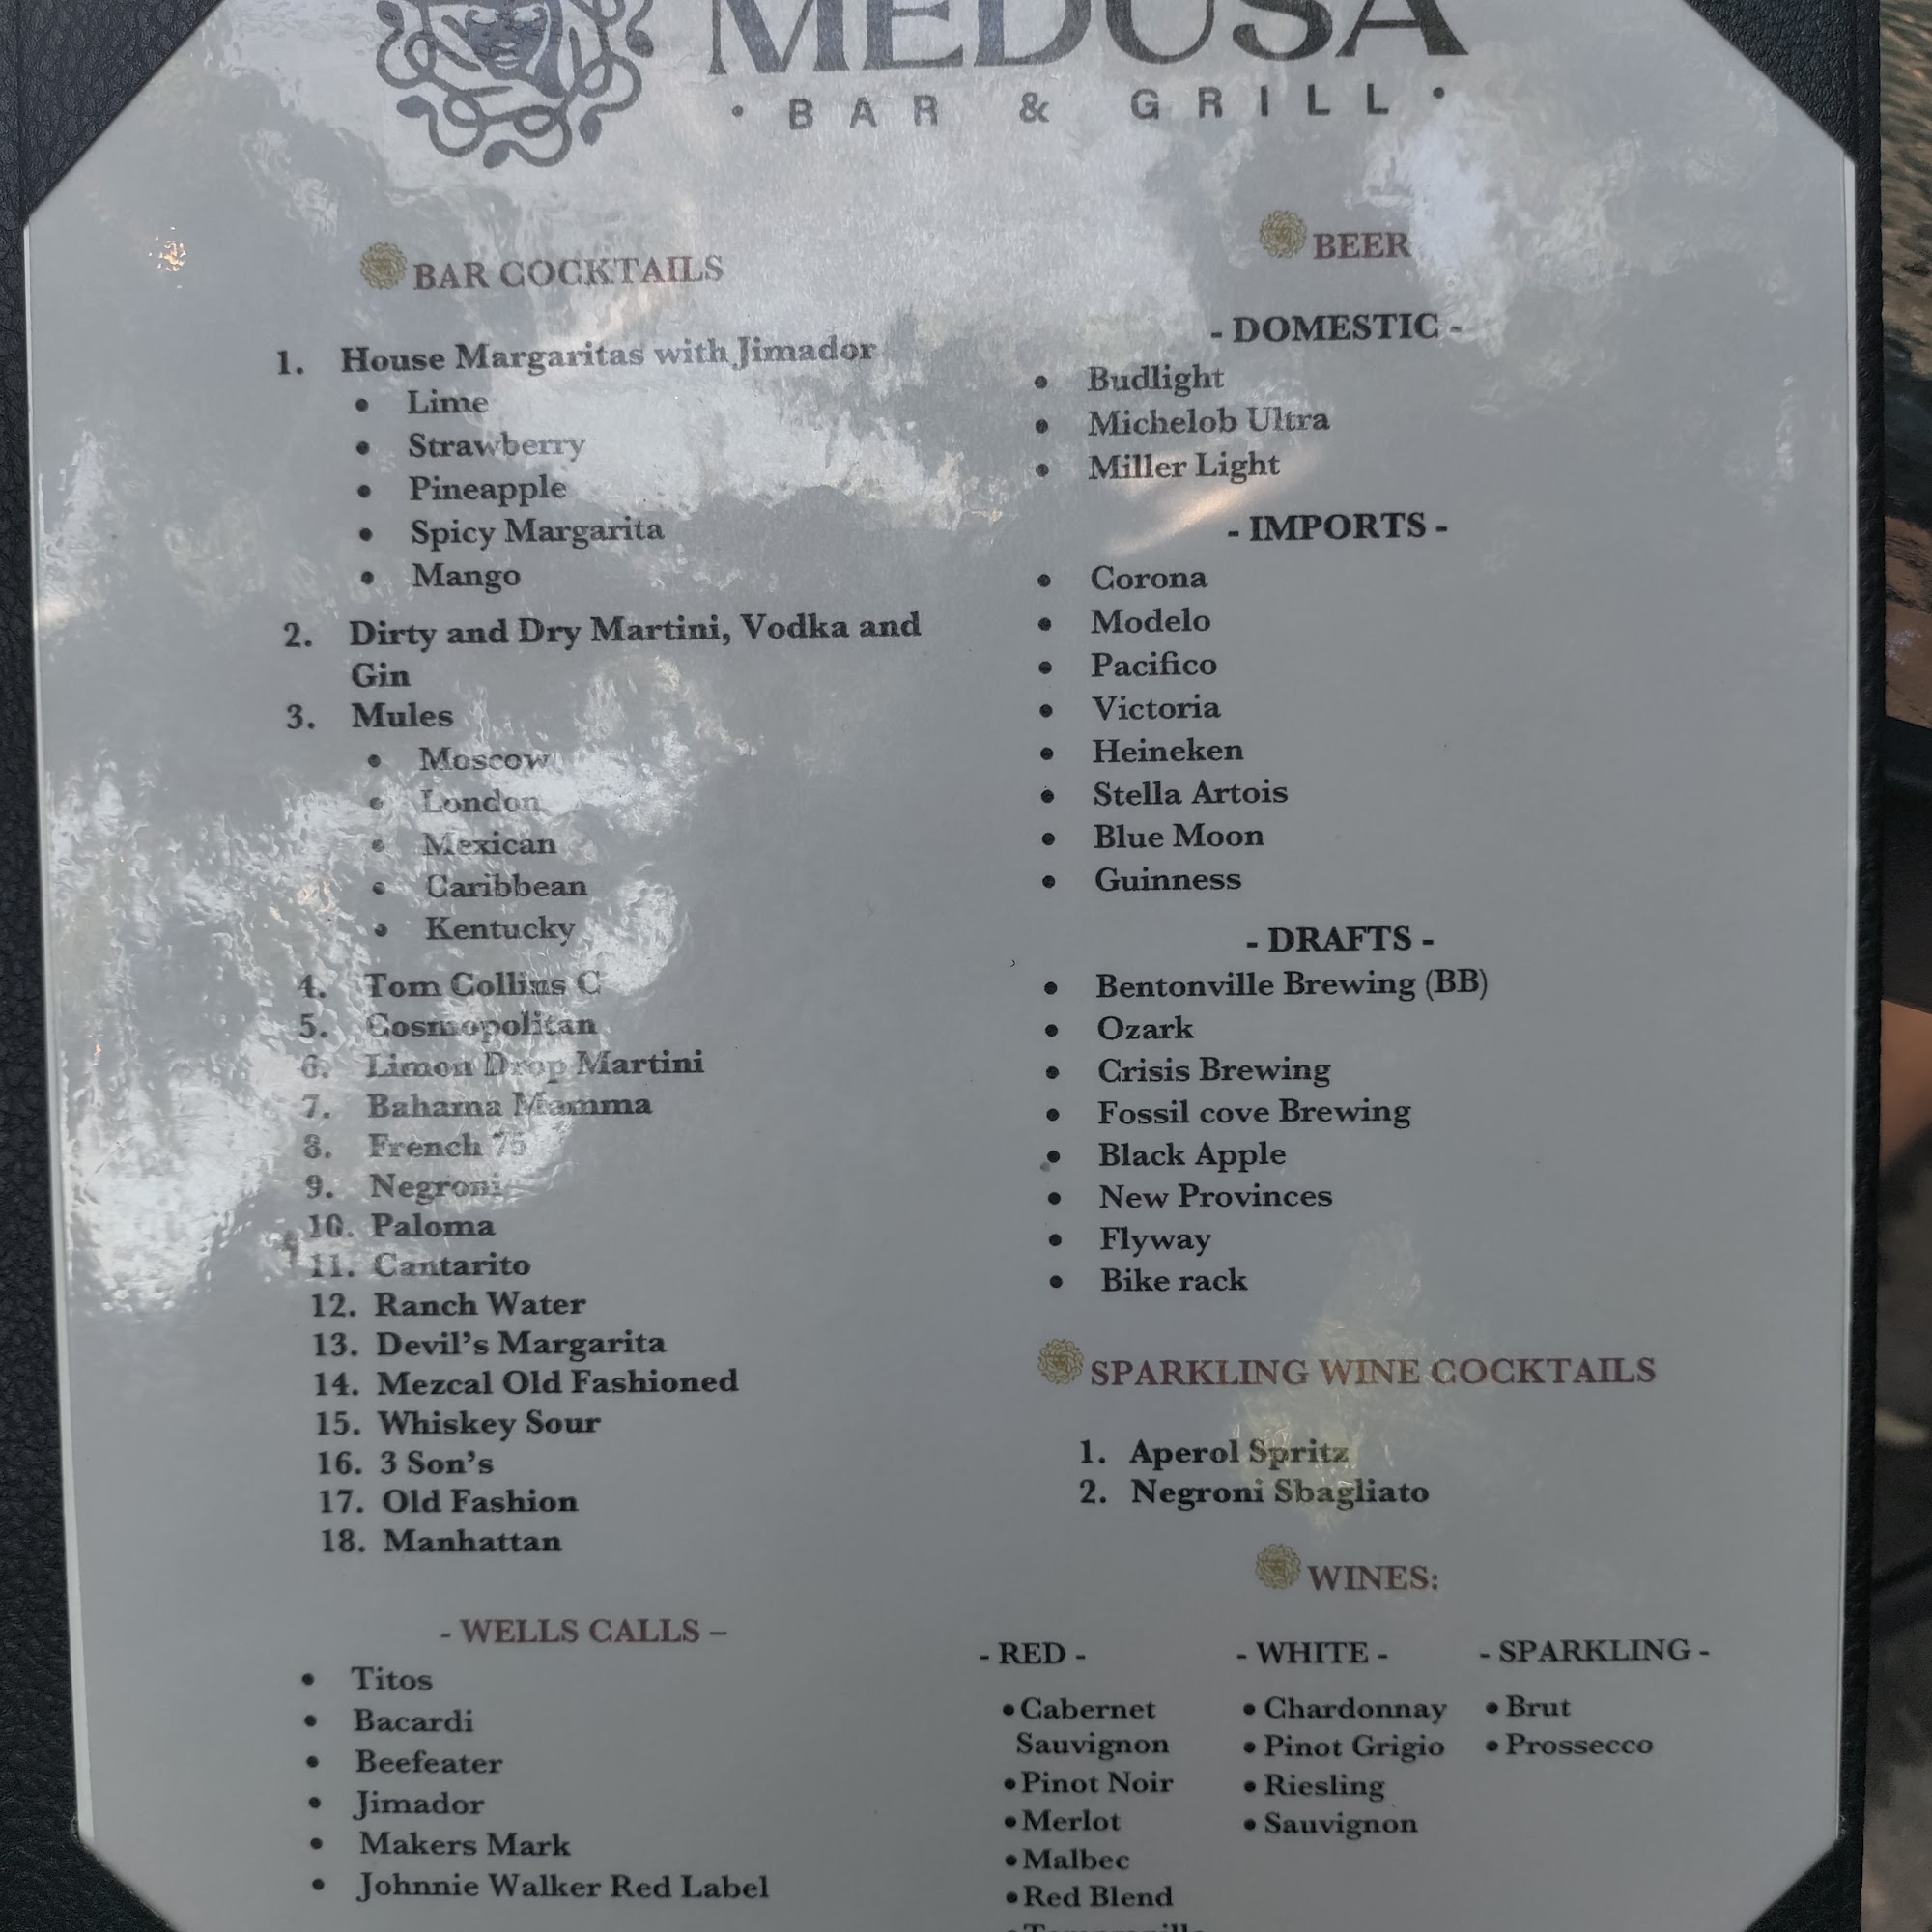 MEDUSA
• BAR & GRILL •
BAR COCKTAILS
1. House Margaritas with Jimador
• Lime
• Strawberry
• Pineapple
• Spicy Margarita
• Mango
2. Dirty and Dry Martini, Vodka and
Gin
3. Mules
• Moscow
• London
• Mexican
• Caribbean
• Kentucky
4. Tom Collins C
5. Cosmopolitan
6. Limon Drop Martini
7. Bahama Mamma
8. French 75
9. Negroni
10. Paloma
11. Cantarito
12. Ranch Water
13. Devil's Margarita
14. Mezcal Old Fashioned
15. Whiskey Sour
16. 3 Son's
17. Old Fashion
18. Manhattan
- WELLS CALLS –
• Titos
• Bacardi
• Beefeater
• Jimador
• Makers Mark
• Johnnie Walker Red Label
BEER
- DOMESTIC -
• Budlight
• Michelob Ultra
• Miller Light
- IMPORTS -
• Corona
• Modelo
• Pacifico
• Victoria
• Heineken
• Stella Artois
• Blue Moon
• Guinness
- DRAFTS -
• Bentonville Brewing (BB)
• Ozark
• Crisis Brewing
• Fossil cove Brewing
• Black Apple
• New Provinces
• Flyway
• Bike rack
SPARKLING WINE COCKTAILS
1. Aperol Spritz
2. Negroni Sbagliato
WINES:
- RED -
• Cabernet
Sauvignon
• Pinot Noir
• Merlot
• Malbec
• Red Blend
- WHITE -
• Chardonnay
• Pinot Grigio
• Riesling
• Sauvignon
- SPARKLING -
• Brut
• Prossecco